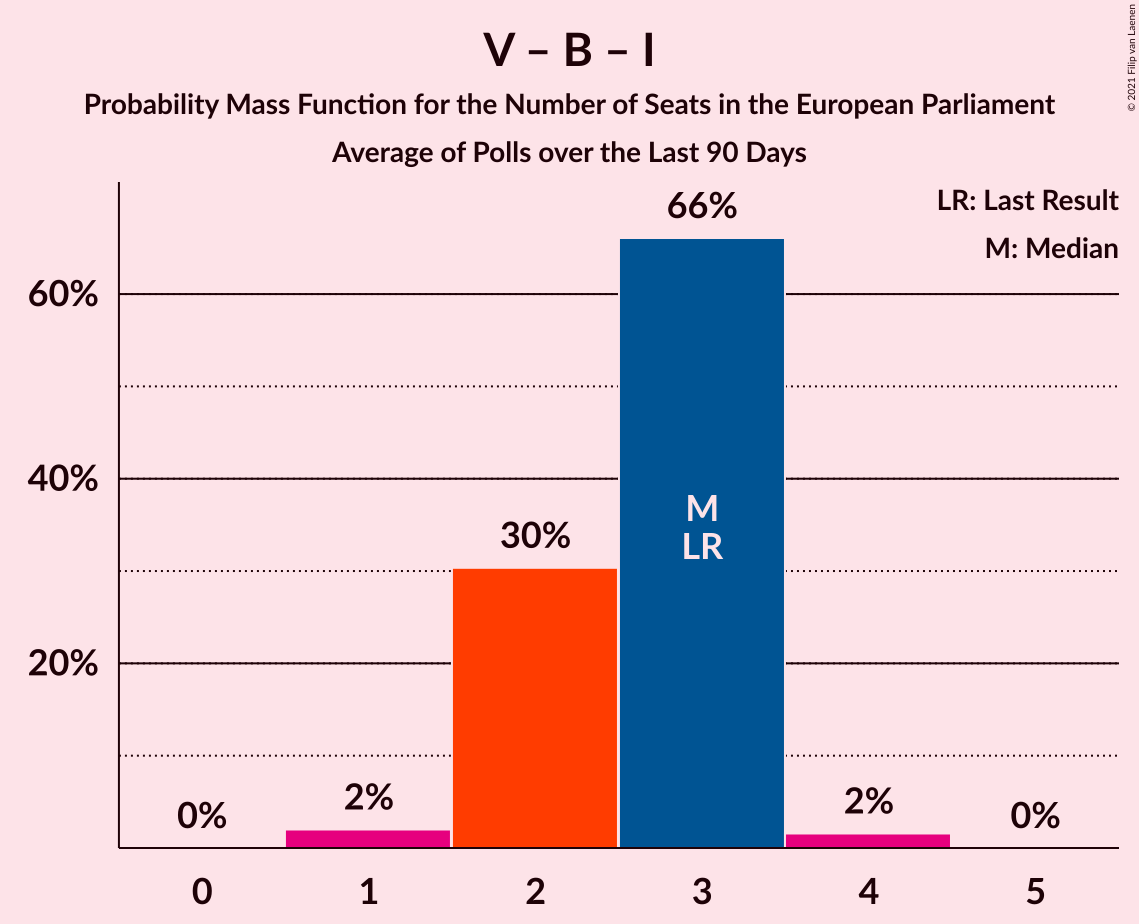 V – B – I
Probability Mass Function for the Number of Seats in the European Parliament
Average of Polls over the Last 90 Days
© 2021 Filip van Laenen
LR: Last Result
M: Median
60%
40%
20%
0%
2%
30%
66%
M
LR
2%
0%
0 1 2 3 4 5